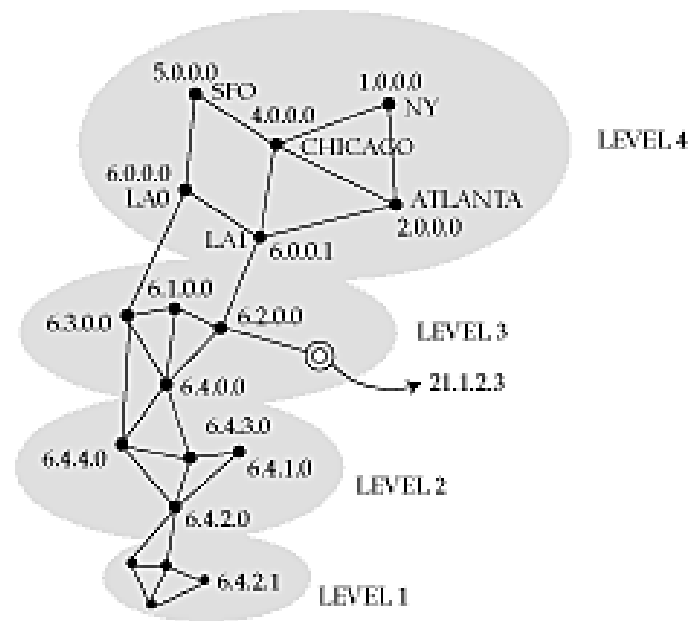 5.0.0.0
SFO
1.0.0.0
NY
4.0.0.0
CHICAGO
LEVEL 4
6.0.0.0
LA0
ATLANTA
2.0.0.0
LA1
6.0.0.1
6.1.0.0
6.3.0.0
6.2.0.0
LEVEL 3
6.4.0.0
21.1.2.3
6.4.3.0
6.4.4.0
6.4.1.0
LEVEL 2
6.4.2.0
6.4.2.1
LEVEL 1